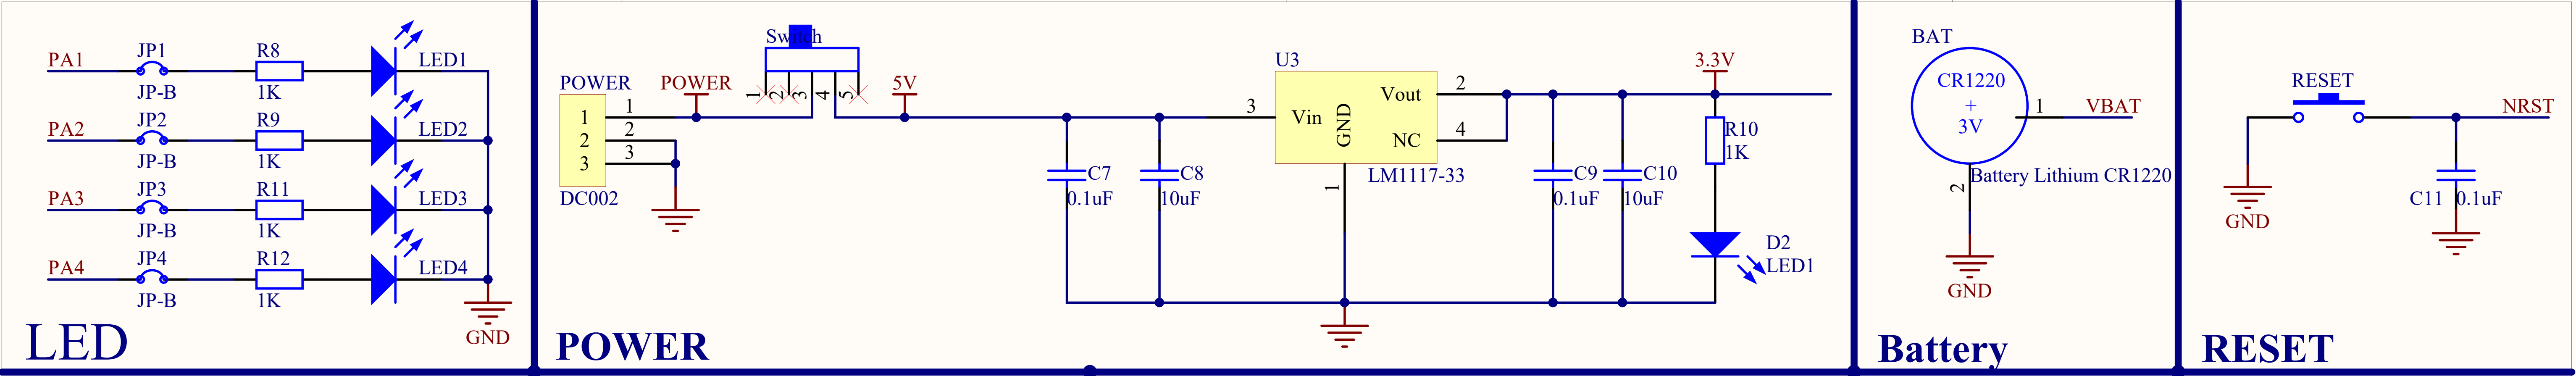 PA1
JP1
JP-B
R8
1K
LED1
PA2
JP2
JP-B
R9
1K
LED2
PA3
JP3
JP-B
R11
1K
LED3
PA4
JP4
JP-B
R12
1K
LED4
GND
LED
POWER
1
2
3
1
2
3
DC002
POWER
Switch
1
2
3
4
5
5V
C7
0.1uF
C8
10uF
U3
3
Vin
GND
Vout
NC
2
4
1
LM1117-33
C9
0.1uF
C10
10uF
3.3V
R10
1K
D2
LED1
POWER
BAT
CR1220
+
3V
1
VBAT
2
Battery Lithium CR1220
GND
Battery
RESET
NRST
GND
C11
0.1uF
RESET